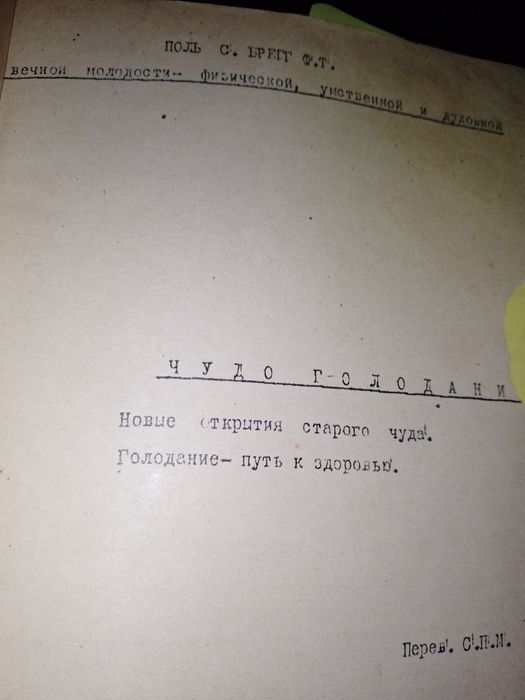 ПОЛЬ С. БРЕГГ Ф.Т.
вечной молодости- физической, умственной и духовной
ЧУДО ГОЛОДАНИ
Новые открытия старого чуда.
Голодание- путь к здоровью.
Перев. С.П.М.